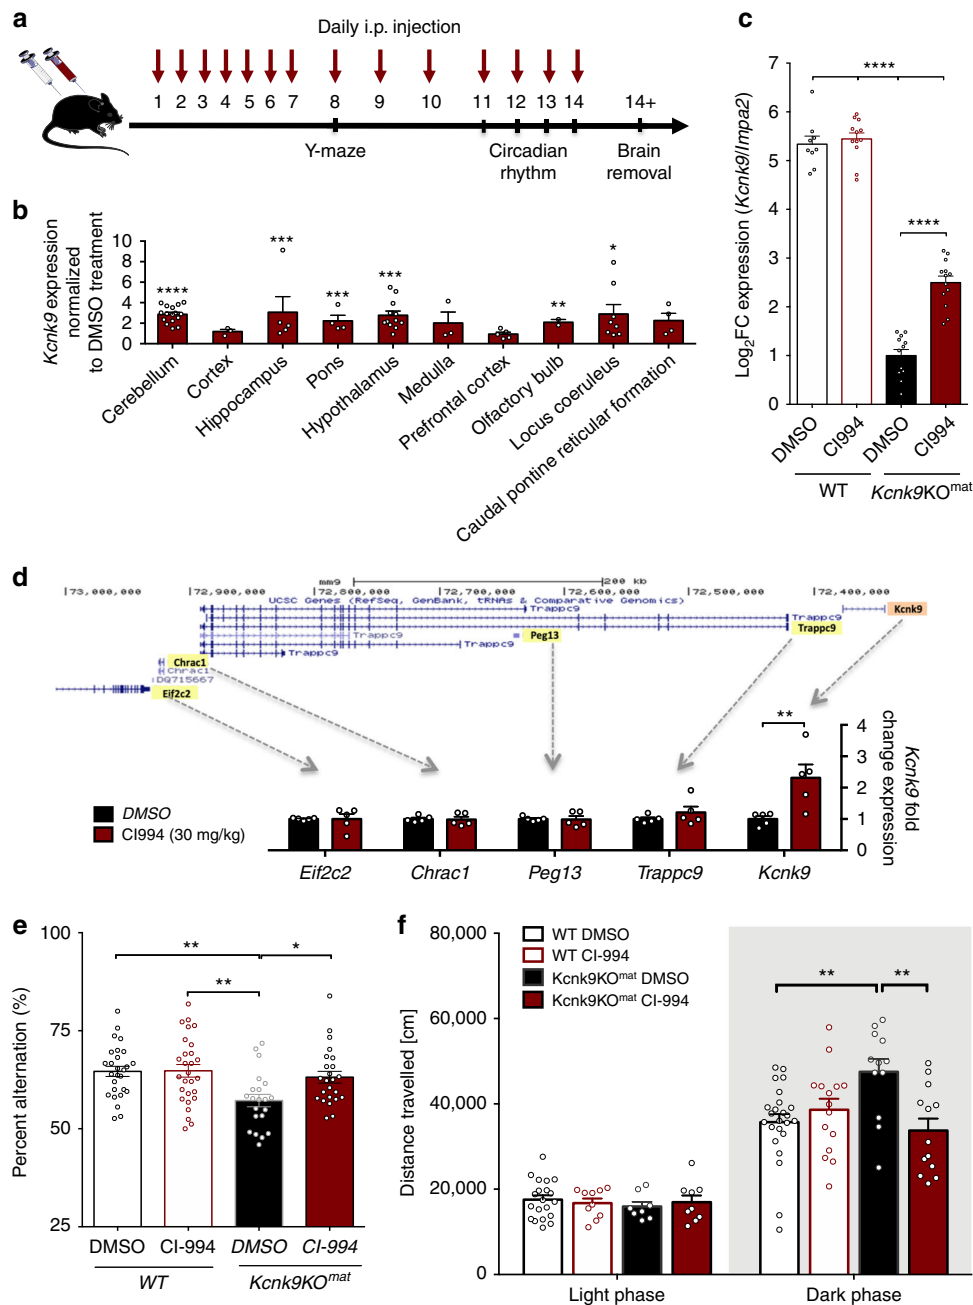 a
Daily i.p. injection
1 2 3 4 5 6 7 8 9 10 11 12 13 14 14+
Y-maze
Circadian
rhythm
Brain
removal
b
Kcnk9 expression
normalized
to DMSO treatment
10
8
6
4
2
0
****
***
***
***
**
*
Cerebellum
Cortex
Hippocampus
Pons
Hypothalamus
Medulla
Prefrontal cortex
Olfactory bulb
Locus coeruleus
Caudal pontine reticular formation
c
Log2FC expression (Kcnk9/Impa2)
7
6
5
4
3
2
1
0
****
****
DMSO
CI994
DMSO
CI994
WT
Kcnk9KOmat
d
mm9
200 kb
|73,000,000 |72,900,000 |72,800,000 |72,700,000 |72,600,000 |72,500,000 |72,400,000
UCSC Genes (RefSeq, GenBank, tRNAs & Comparative Genomics)
Trappc9
Trappc9
Kcnk9
Trappc9
Trappc9
Peg13
Trappc9
Trappc9
Chrac1
Chrac1
DQ715667
Eif2c2
**
4
3
2
1
0
Kcnk9 fold
change expression
DMSO
CI994 (30 mg/kg)
Eif2c2
Chrac1
Peg13
Trappc9
Kcnk9
e
Percent alternation (%)
100
75
50
25
**
*
**
DMSO
CI-994
DMSO
CI-994
WT
Kcnk9KOmat
f
Distance travelled [cm]
80,000
60,000
40,000
20,000
0
WT DMSO
WT CI-994
Kcnk9KOmat DMSO
Kcnk9KOmat CI-994
**
**
Light phase
Dark phase